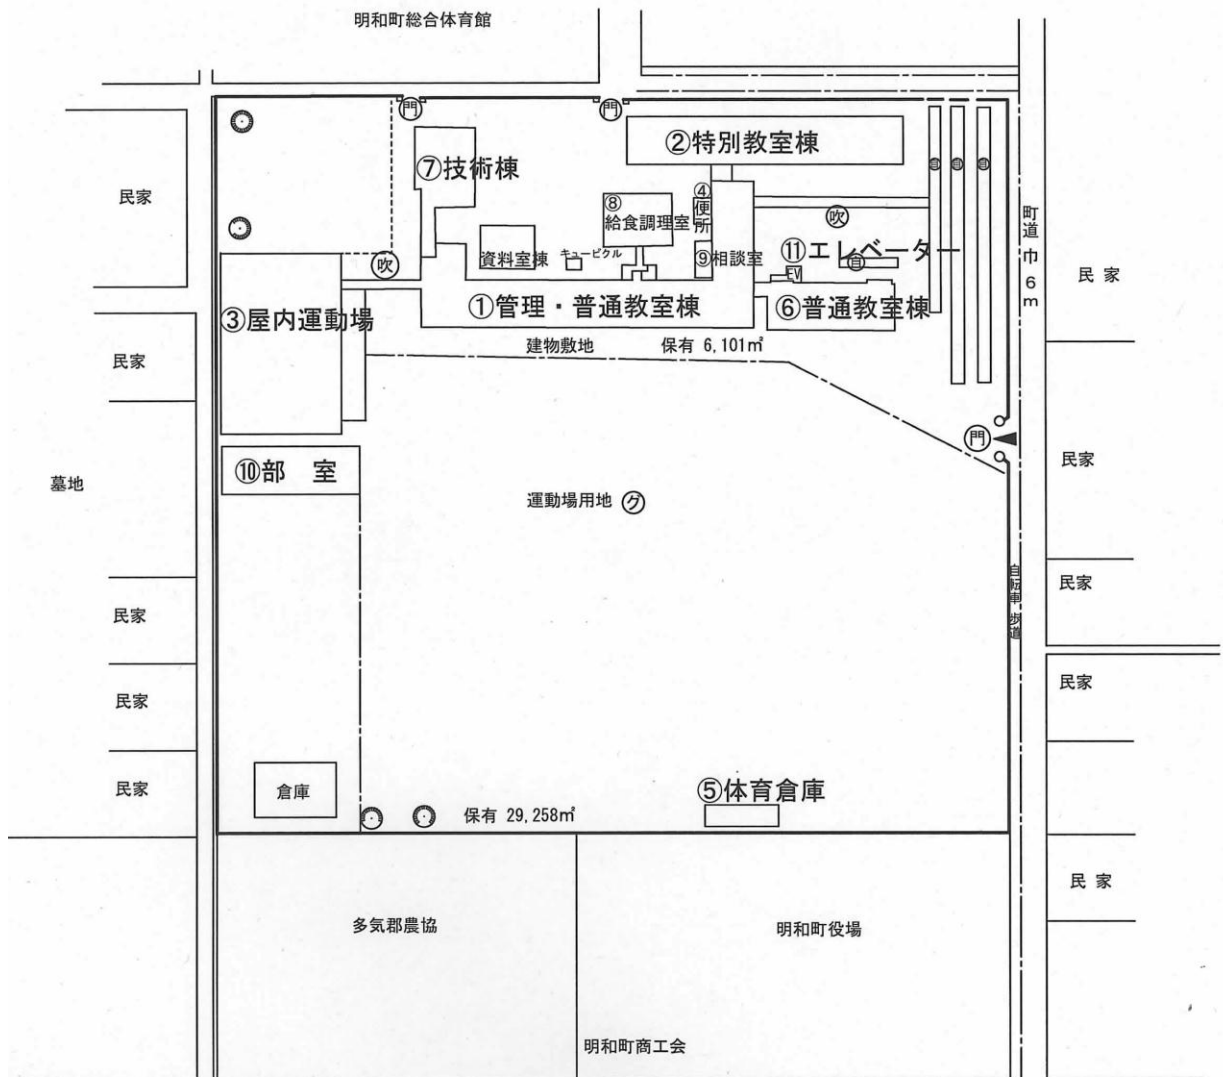 明和町総合体育館
門
門
②特別教室棟
⑦技術棟
自
自
自
民家
④
便所
⑧
給食調理室
吹
町道巾6m
吹
資料室棟
キュービクル
⑨相談室
⑪エレベーター
自
EV
民家
③屋内運動場
①管理・普通教室棟
⑥普通教室棟
建物敷地
保有 6,101㎡
民家
門
民家
⑩部 室
墓地
運動場用地 グ
自転車歩道
民家
民家
民家
民家
民家
倉庫
⑤体育倉庫
保有 29,258㎡
民家
多気郡農協
明和町役場
明和町商工会